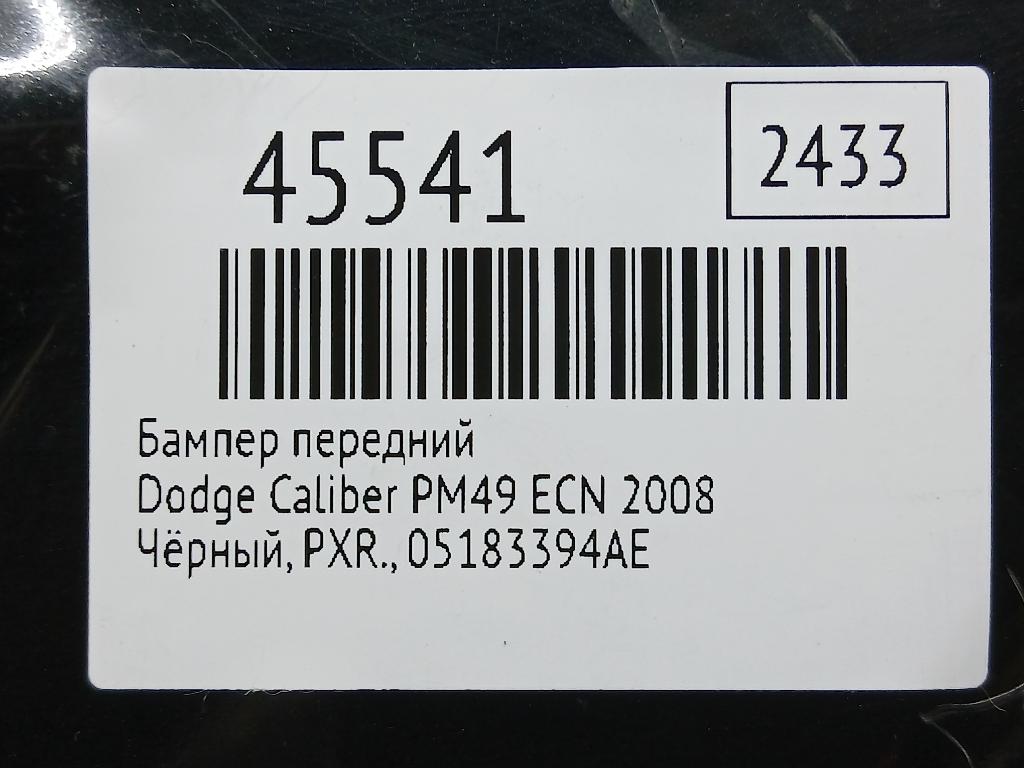 45541
2433
Бампер передний
Dodge Caliber PM49 ECN 2008
Чёрный, PXR., 05183394AE